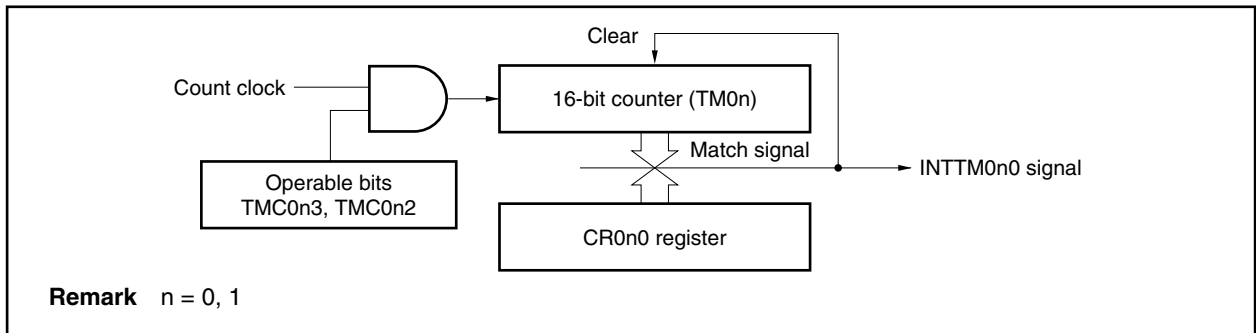 Clear
Count clock
16-bit counter (TM0n)
Match signal
INTTM0n0 signal
Operable bits
TMC0n3, TMC0n2
CR0n0 register
Remark n = 0, 1